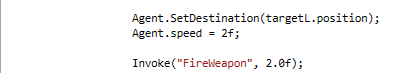 Agent.SetDestination(targetL.position);
Agent.speed = 2f;
Invoke("FireWeapon", 2.0f);